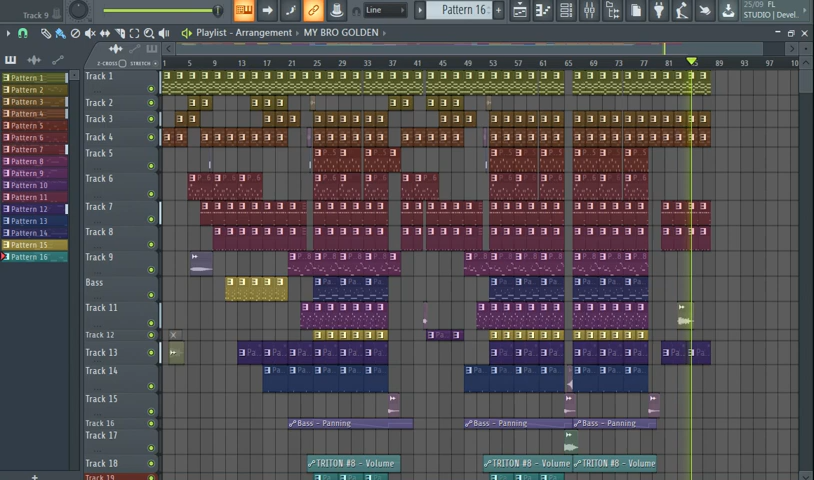 Track 9
Line
Pattern 16
25/09 FL
STUDIO | Devel..
Playlist - Arrangement › MY BRO GOLDEN ›
Z-CROSS STRETCH
1 5 9 13 17 21 25 29 33 37 41 45 49 53 57 61 65 69 73 77 81 85 89 93 97 10
Pattern 1
Pattern 2
Pattern 3
Pattern 4
Pattern 5
Pattern 6
Pattern 7
Pattern 8
Pattern 9
Pattern 10
Pattern 11
Pattern 12
Pattern 13
Pattern 14
Pattern 15
Pattern 16
Track 1
Track 2
Track 3
Track 4
Track 5
Track 6
Track 7
Track 8
Track 9
Bass
Track 11
Track 12
Track 13
Track 14
Track 15
Track 16
Bass - Panning
Bass - Panning
Bass - Panning
Track 17
Track 18
TRITON #8 - Volume
TRITON #8 - Volume
TRITON #8 - Volume
Track 19